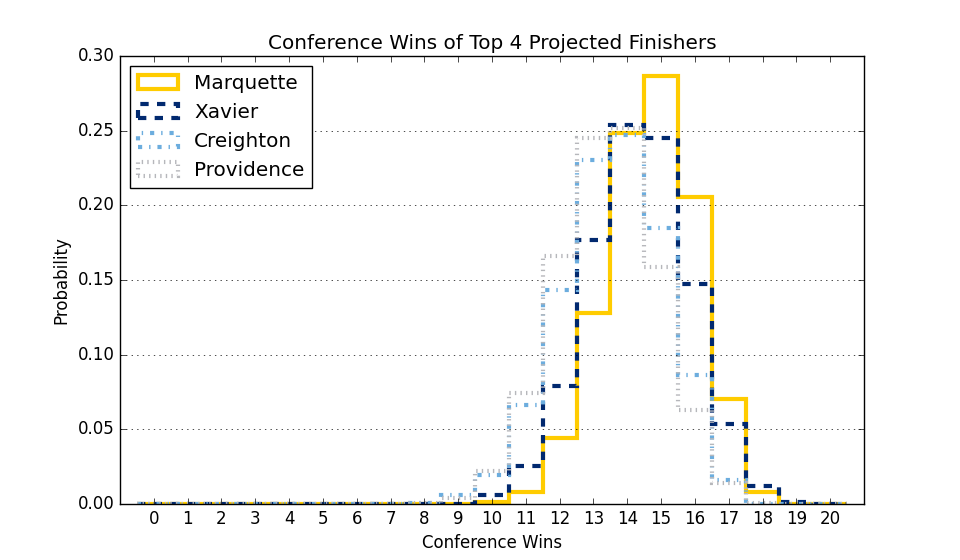 Conference Wins of Top 4 Projected Finishers
0.30
0.25
0.20
0.15
0.10
0.05
0.00
Probability
Marquette
Xavier
Creighton
Providence
0 1 2 3 4 5 6 7 8 9 10 11 12 13 14 15 16 17 18 19 20
Conference Wins